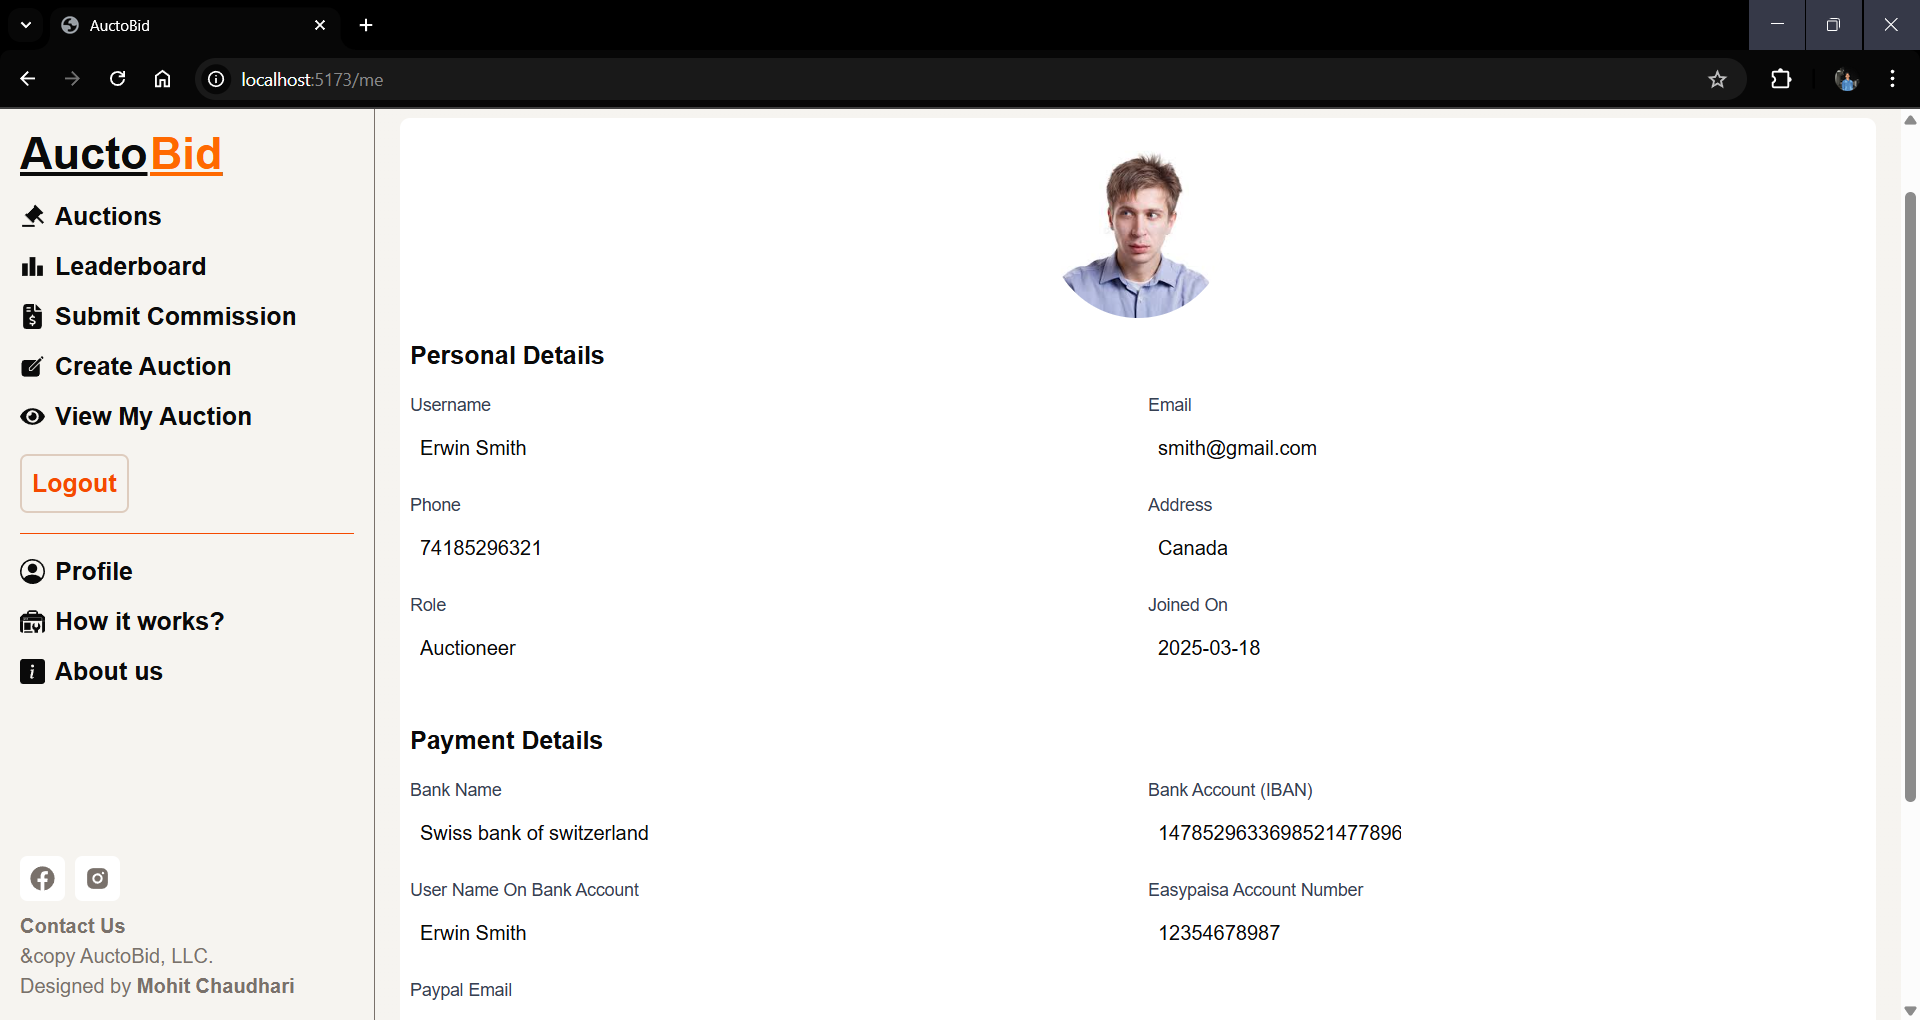 AuctoBid
localhost:5173/me
AuctoBid
Auctions
Leaderboard
Submit Commission
Create Auction
View My Auction
Logout
Profile
How it works?
About us
Contact Us
&copy AuctoBid, LLC.
Designed by Mohit Chaudhari
Personal Details
Username
Erwin Smith
Email
smith@gmail.com
Phone
74185296321
Address
Canada
Role
Auctioneer
Joined On
2025-03-18
Payment Details
Bank Name
Swiss bank of switzerland
Bank Account (IBAN)
1478529633698521477896
User Name On Bank Account
Erwin Smith
Easypaisa Account Number
12354678987
Paypal Email